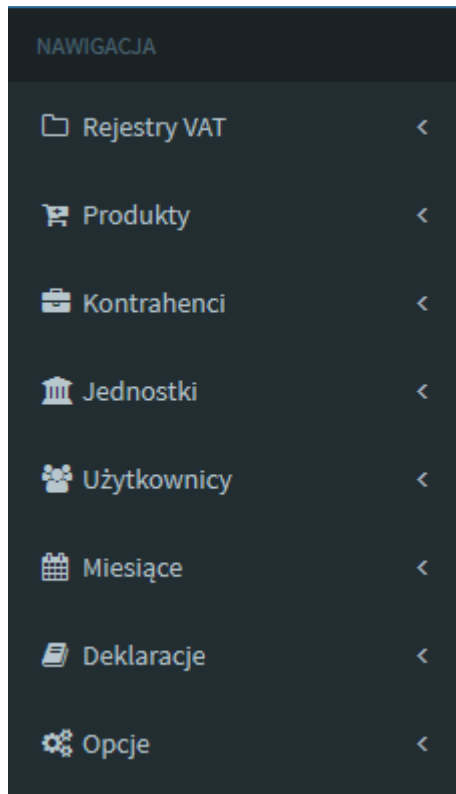 NAWIGACJA
Rejestry VAT
Produkty
Kontrahenci
Jednostki
Użytkownicy
Miesiące
Deklaracje
Opcje